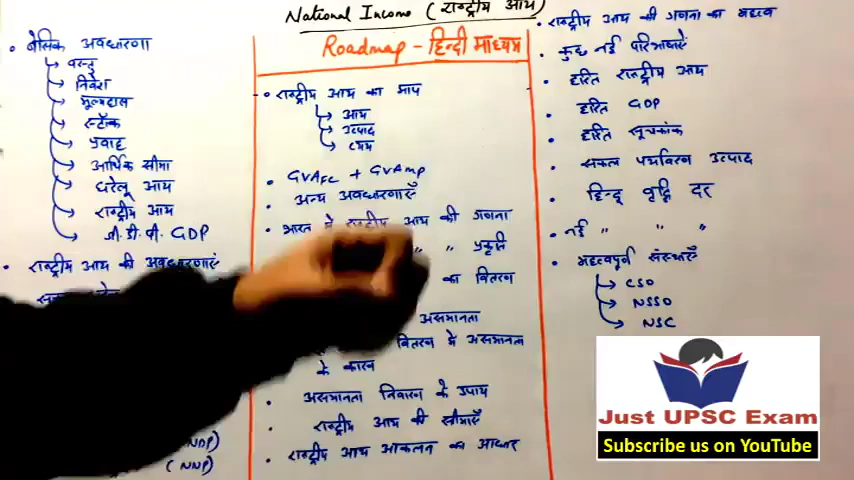 National Income (राष्ट्रीय आय)
Roadmap - हिन्दी माध्यम
• बेसिक अवधारणा
वस्तु
निवेश
मूल्यह्रास
स्टॉक
प्रवाह
आर्थिक सीमा
घरेलू आय
राष्ट्रीय आय
जी.डी.पी. GDP
• राष्ट्रीय आय की अवधारणाएं
NDP)
(NNP)
• राष्ट्रीय आय का माप
आय
उत्पाद
व्यय
• GVAFC + GVAMP
• अन्य अवधारणाएँ
• भारत में राष्ट्रीय आय की गणना
" " प्रकृति
का वितरण
असमानता
वितरण में असमानता
के कारण
असमानता निवारण के उपाय
राष्ट्रीय आय की सीमाएँ
• राष्ट्रीय आय आकलन का आधार
• राष्ट्रीय आय की गणना का महत्व
• कुछ नई परिभाषाएँ
• हरित राष्ट्रीय आय
• हरित GDP
• हरित सूचकांक
• सकल पर्यावरण उत्पाद
• हिन्दू वृद्धि दर
• नई " "
• महत्वपूर्ण संस्थाएँ
CSO
NSSO
NSC
Just UPSC Exam
Subscribe us on YouTube